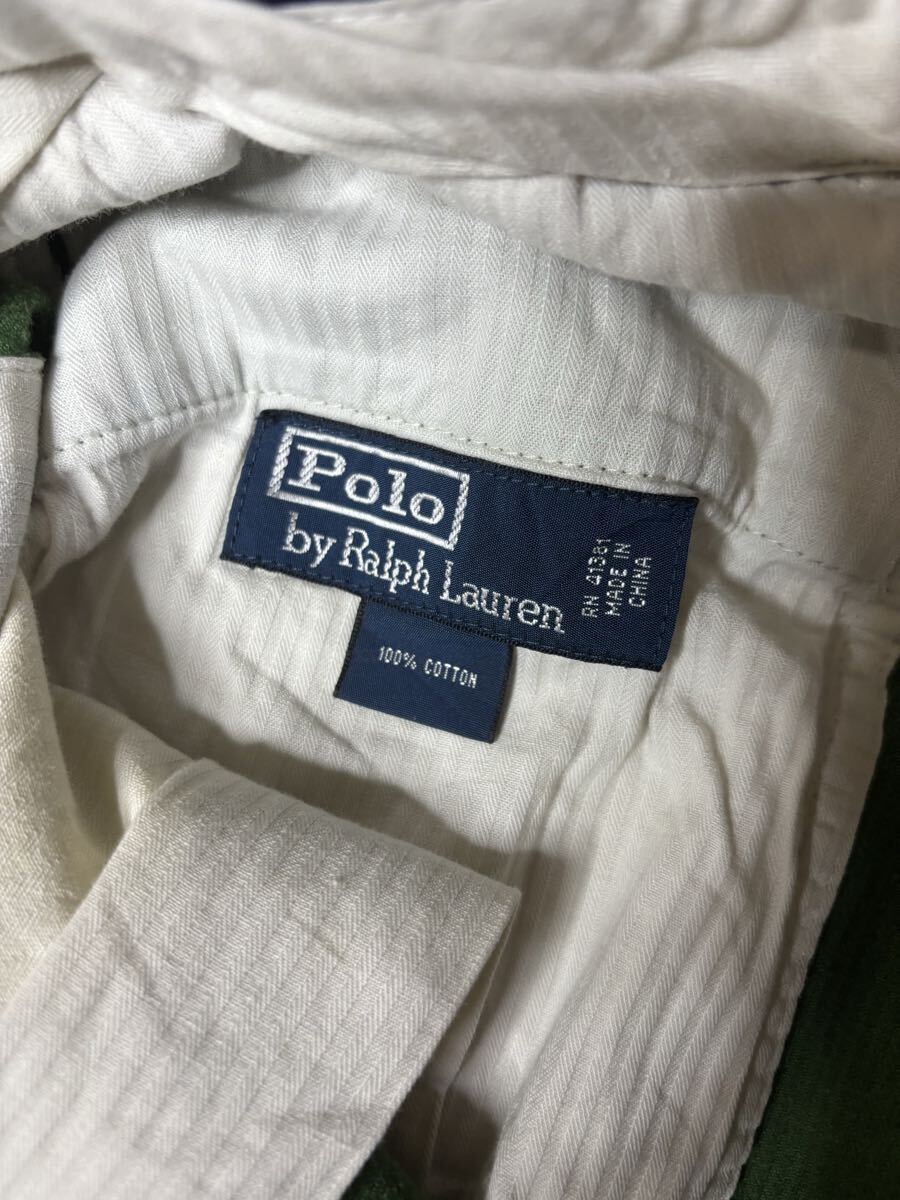 Polo
by Ralph Lauren
RN 41381
MADE IN
CHINA
100% COTTON